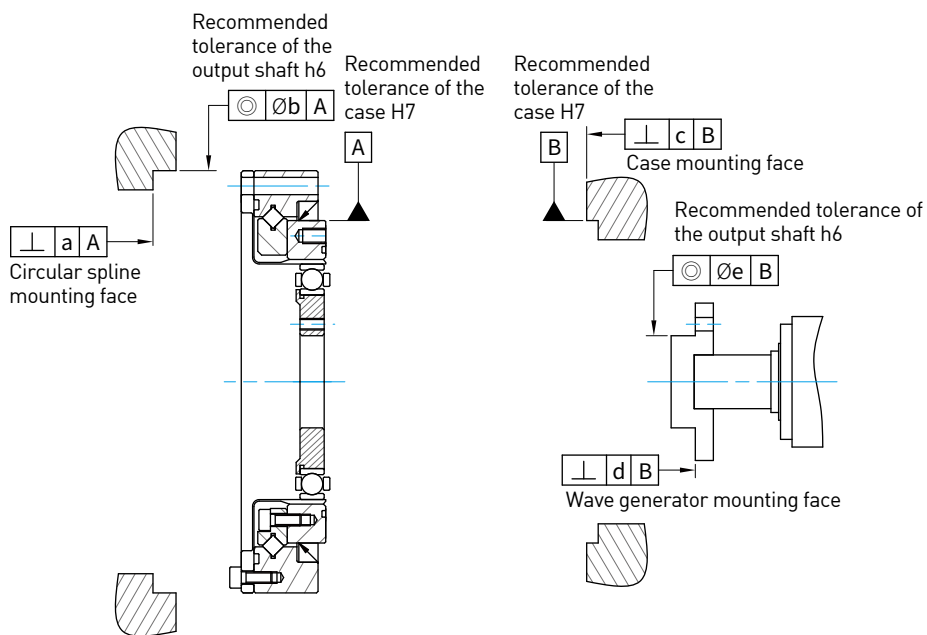 Recommended
tolerance of the
output shaft h6
◎ Øb A
Recommended
tolerance of the
case H7
A
⊥ a A
Circular spline
mounting face
Recommended
tolerance of the
case H7
B
⊥ c B
Case mounting face
Recommended tolerance of
the output shaft h6
◎ Øe B
⊥ d B
Wave generator mounting face